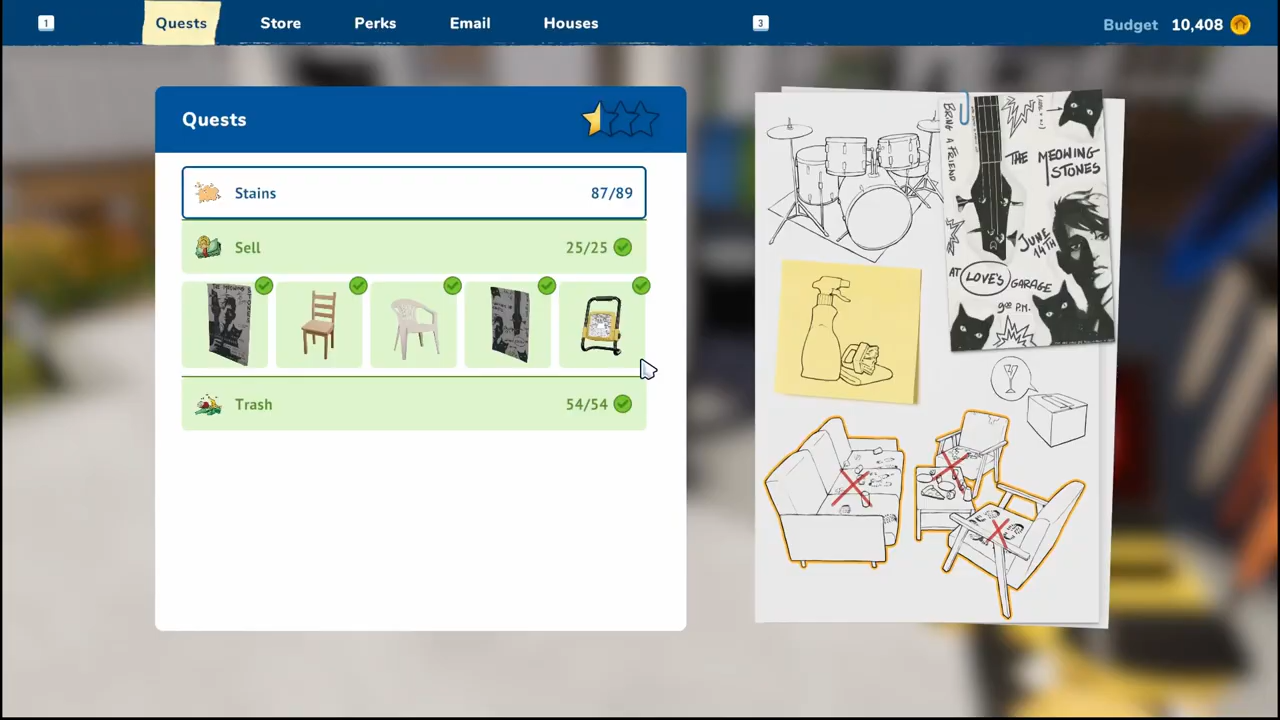 1 Quests Store Perks Email Houses 3 Budget 10,408
Quests
Stains 87/89
Sell 25/25
Trash 54/54
BRING A FRIEND
THE MEOWING
STONES
JUNE
14TH
AT LOVE'S GARAGE